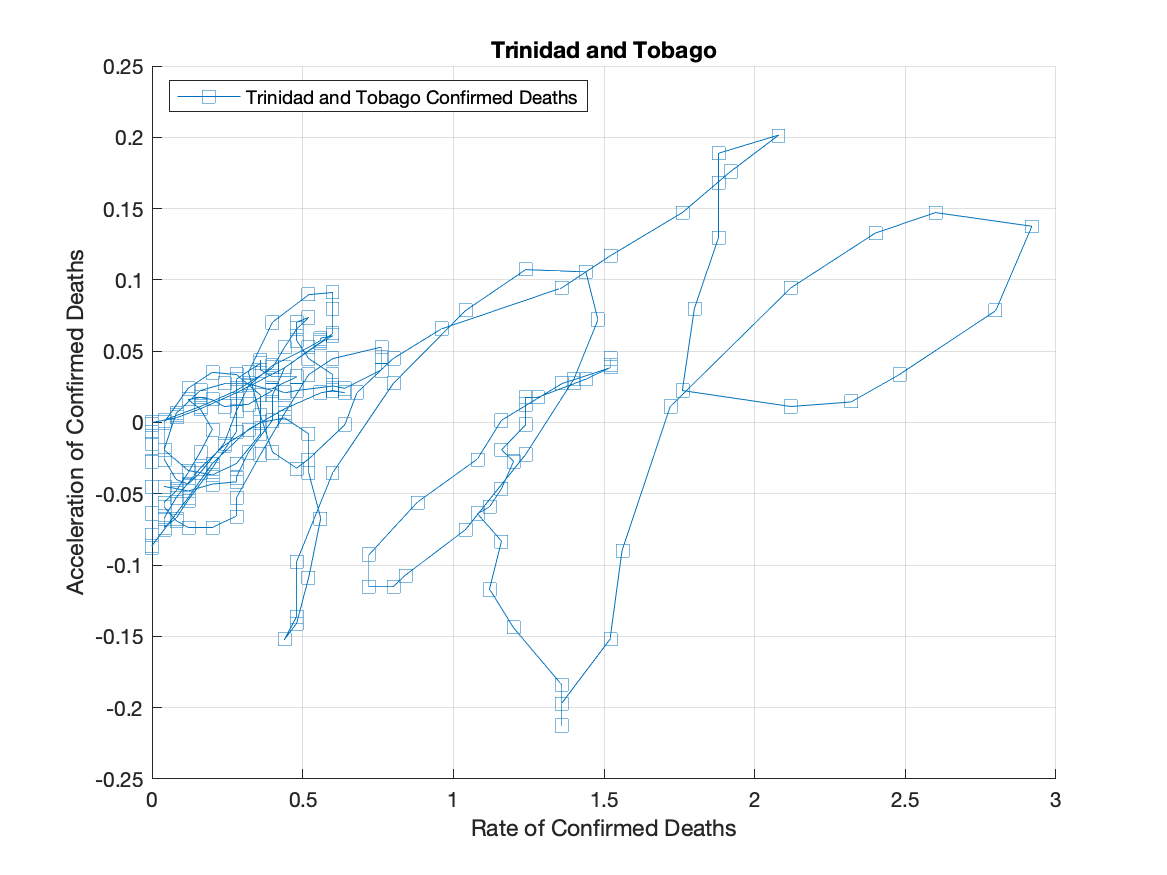 Trinidad and Tobago
Trinidad and Tobago Confirmed Deaths
0.25
0.2
0.15
0.1
0.05
0
-0.05
-0.1
-0.15
-0.2
-0.25
Acceleration of Confirmed Deaths
0 0.5 1 1.5 2 2.5 3
Rate of Confirmed Deaths